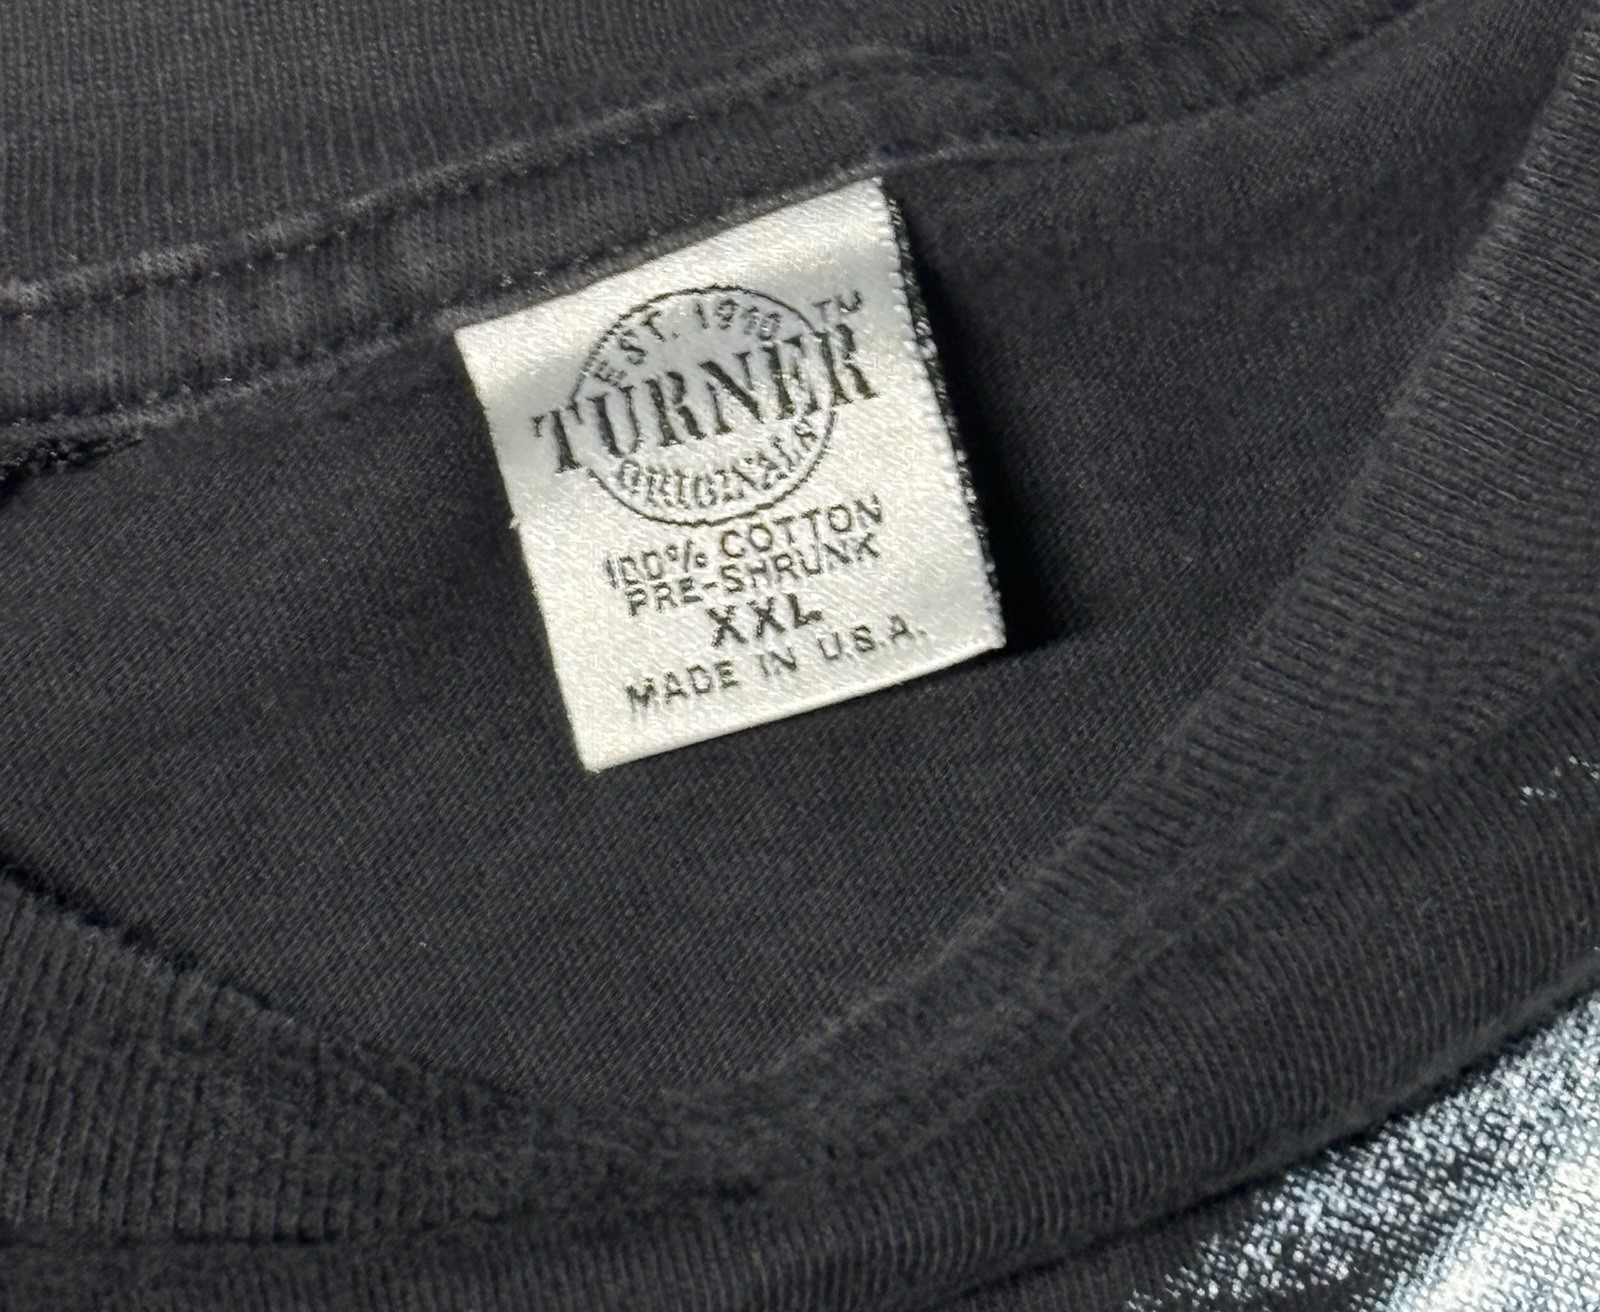 EST. 1910
TM
TURNER
ORIGINALS
100% COTTON
PRE-SHRUNK
XXL
MADE IN U.S.A.